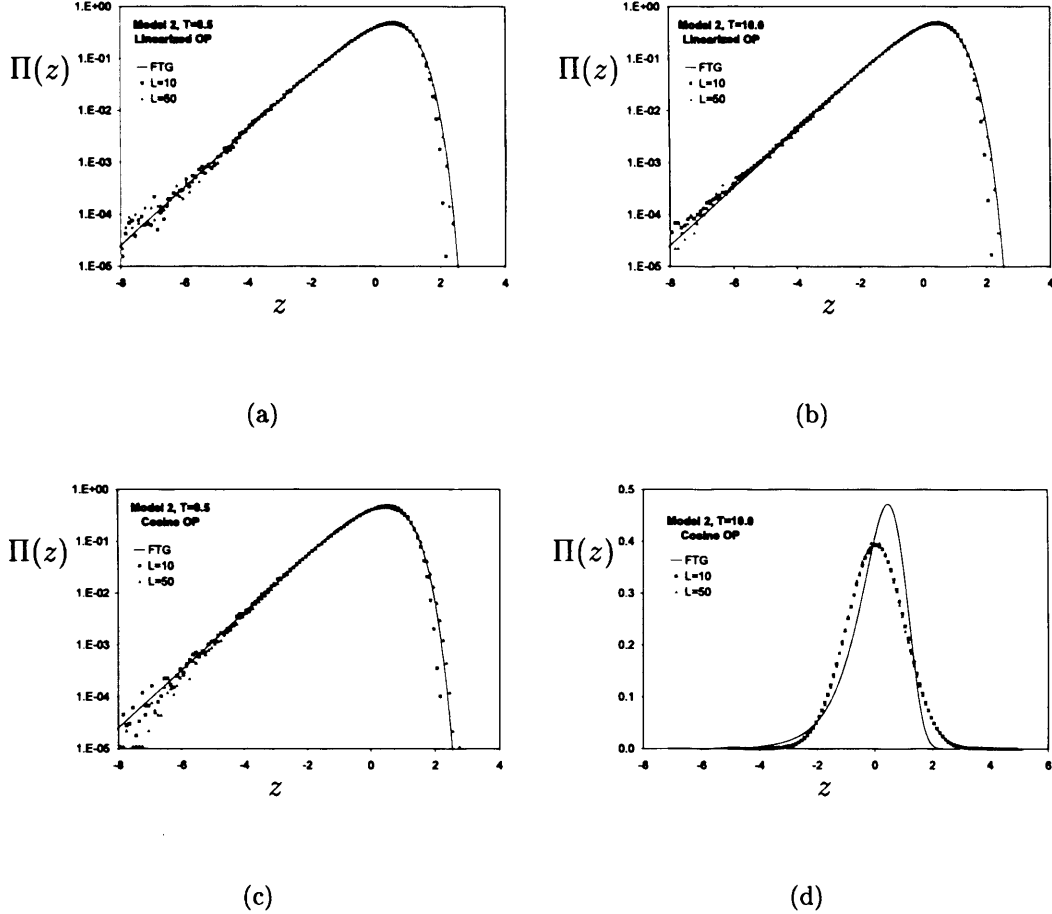 (a)
Π(z)
Model 2, T=0.5
Linearized OP
— FTG
▪ L=10
▴ L=50
1.E+00
1.E-01
1.E-02
1.E-03
1.E-04
1.E-05
-8 -6 -4 -2 0 2 4
z
(a)
(b)
Π(z)
Model 2, T=10.0
Linearized OP
— FTG
▪ L=10
▴ L=50
1.E+00
1.E-01
1.E-02
1.E-03
1.E-04
1.E-05
-8 -6 -4 -2 0 2 4
z
(b)
Π(z)
Model 2, T=0.5
Cosine OP
— FTG
▪ L=10
▴ L=50
1.E+00
1.E-01
1.E-02
1.E-03
1.E-04
1.E-05
-8 -6 -4 -2 0 2 4
z
(c)
Π(z)
Model 2, T=10.0
Cosine OP
— FTG
▪ L=10
▴ L=50
0.5
0.4
0.3
0.2
0.1
0.0
-8 -6 -4 -2 0 2 4 6
z
(d)